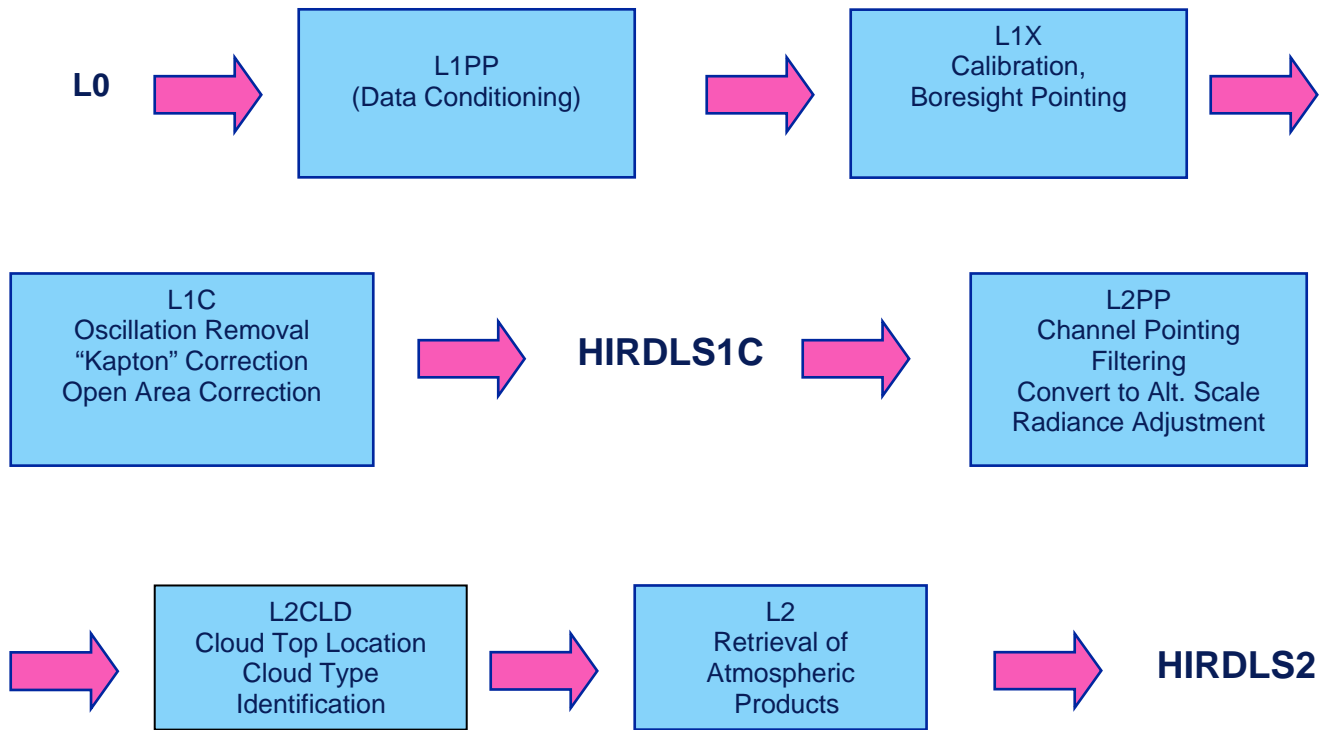 L0
L1PP
(Data Conditioning)
L1X
Calibration,
Boresight Pointing
L1C
Oscillation Removal
“Kapton” Correction
Open Area Correction
HIRDLS1C
L2PP
Channel Pointing
Filtering
Convert to Alt. Scale
Radiance Adjustment
L2CLD
Cloud Top Location
Cloud Type
Identification
L2
Retrieval of
Atmospheric
Products
HIRDLS2